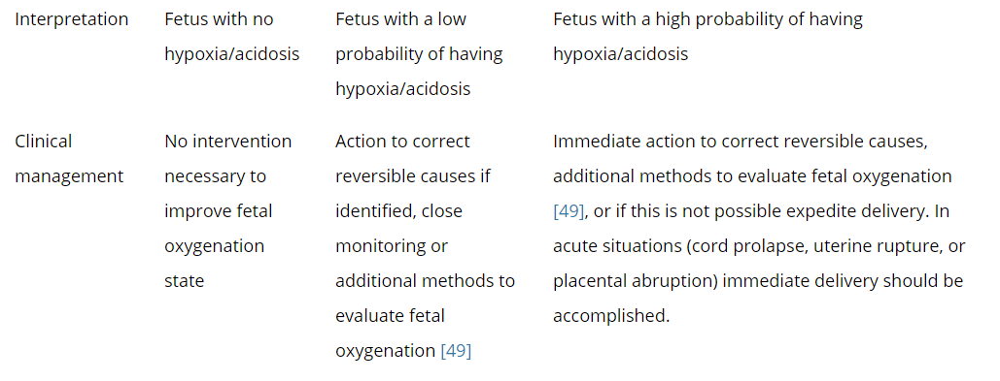 Interpretation Fetus with no Fetus with a low Fetus with a high probability of having
hypoxia/acidosis probability of having hypoxia/acidosis
hypoxia/acidosis
Clinical No intervention Action to correct Immediate action to correct reversible causes,
management necessary to reversible causes if additional methods to evaluate fetal oxygenation
improve fetal identified, close [49], or if this is not possible expedite delivery. In
oxygenation monitoring or acute situations (cord prolapse, uterine rupture, or
state additional methods to placental abruption) immediate delivery should be
evaluate fetal accomplished.
oxygenation [49]